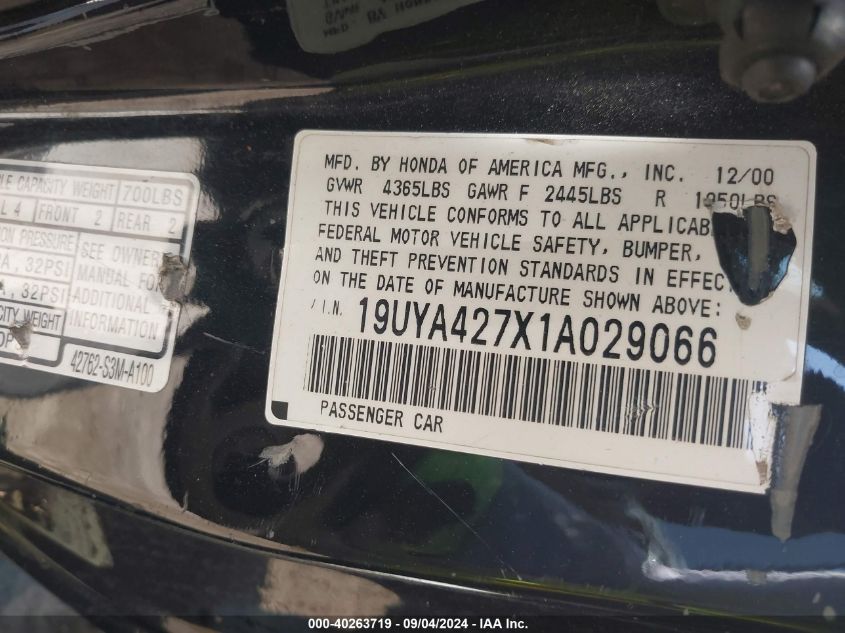 MFD. BY HONDA OF AMERICA MFG., INC. 12/00
GVWR 4365LBS GAWR F 2445LBS R 1950LBS
THIS VEHICLE CONFORMS TO ALL
FEDERAL MOTOR VEHICLE SAFETY, BUMPER,
AND THEFT PREVENTION STANDARDS IN
ON THE DATE OF MANUFACTURE SHOWN ABOVE:
19UYA427X1A029066
PASSENGER CAR
CAPACITY WEIGHT 700LBS
4 FRONT 2 REAR 2
PRESSURE SEE OWNER
32PSI MANUAL FOR
32PSI ADDITIONAL
WEIGHT INFORMATION
42762-S3M-A100
000-40263719 - 09/04/2024 - IAA Inc.